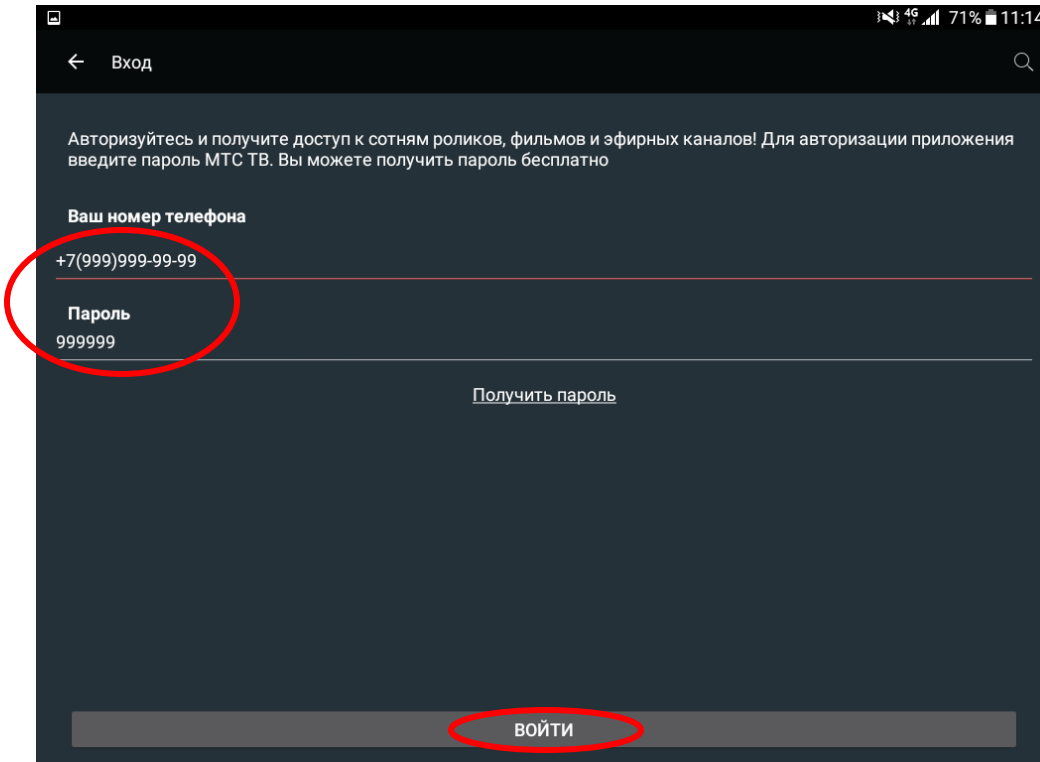 4G 71% 11:14
Вход
Авторизуйтесь и получите доступ к сотням роликов, фильмов и эфирных каналов! Для авторизации приложения
введите пароль МТС ТВ. Вы можете получить пароль бесплатно
Ваш номер телефона
+7(999)999-99-99
Пароль
999999
Получить пароль
ВОЙТИ